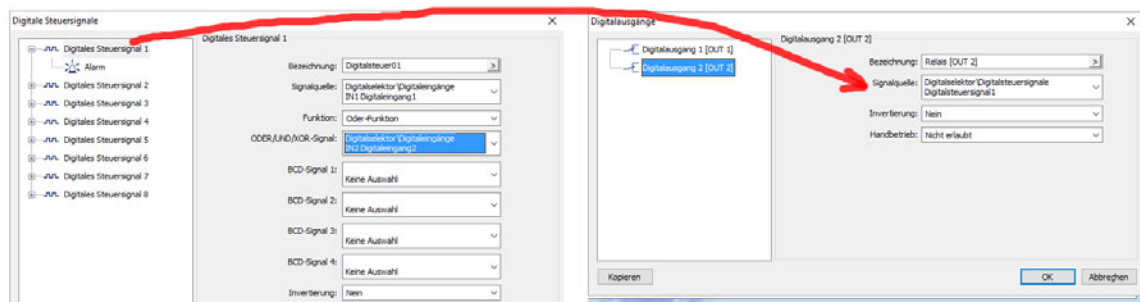 Digitale Steuersignale
Digitales Steuersignal 1
Alarm
Digitales Steuersignal 2
Digitales Steuersignal 3
Digitales Steuersignal 4
Digitales Steuersignal 5
Digitales Steuersignal 6
Digitales Steuersignal 7
Digitales Steuersignal 8
Digitales Steuersignal 1
Bezeichnung: Digitalsteuer01 >
Signalquelle: Digitalselektor\Digitaleingänge
IN1 Digitaleingang1
Funktion: Oder-Funktion
ODER/UND/XOR-Signal: Digitalselektor\Digitaleingänge
IN2 Digitaleingang2
BCD-Signal 1:
Keine Auswahl
BCD-Signal 2:
Keine Auswahl
BCD-Signal 3:
Keine Auswahl
BCD-Signal 4:
Keine Auswahl
Invertierung: Nein
Digitalausgänge
Digitalausgang 1 [OUT 1]
Digitalausgang 2 [OUT 2]
Digitalausgang 2 [OUT 2]
Bezeichnung: Relais [OUT 2] >
Signalquelle: Digitalselektor\Digitalsteuersignale
Digitalsteuersignal1
Invertierung: Nein
Handbetrieb: Nicht erlaubt
Kopieren
OK
Abbrechen